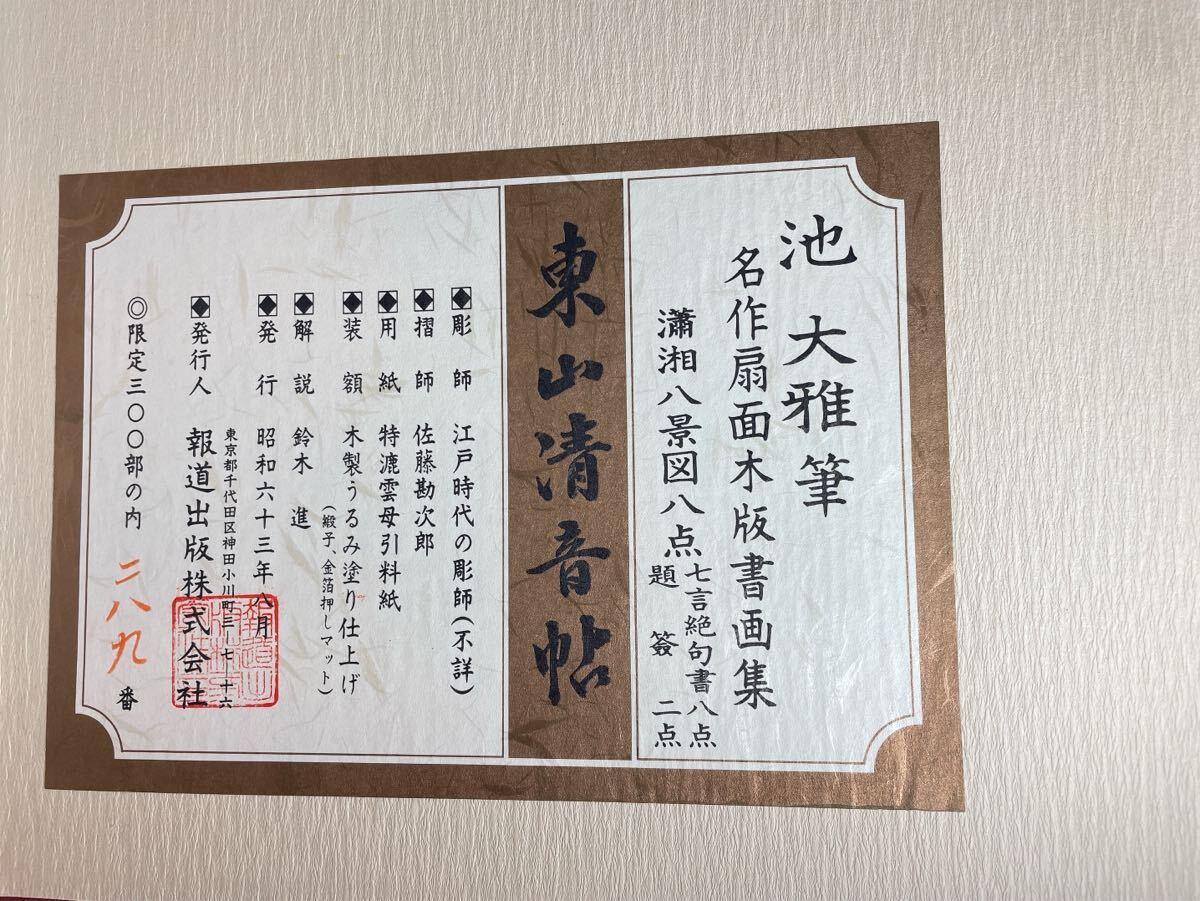 池大雅筆
名作扇面木版書画集
瀟湘八景図八点
七言絶句書八点
題簽二点
東山清音帖
◆彫師 江戸時代の彫師(不詳)
◆摺師 佐藤勘次郎
◆用紙 特漉雲母引料紙
◆装額 木製うるみ塗り仕上げ
(緞子、金箔押しマット)
◆解説 鈴木進
◆発行 昭和六十三年八月
東京都千代田区神田小川町三ー七ー十六
◆発行人 報道出版株式会社
◎限定三〇〇部の内 二八九 番